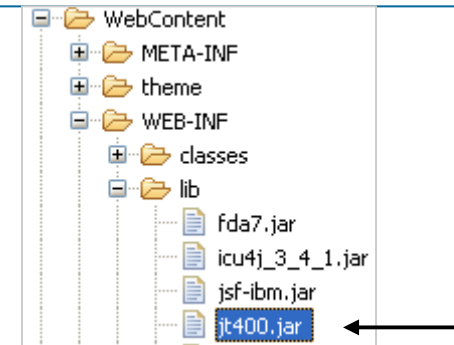 WebContent
META-INF
theme
WEB-INF
classes
lib
fda7.jar
icu4j_3_4_1.jar
jsf-ibm.jar
jt400.jar